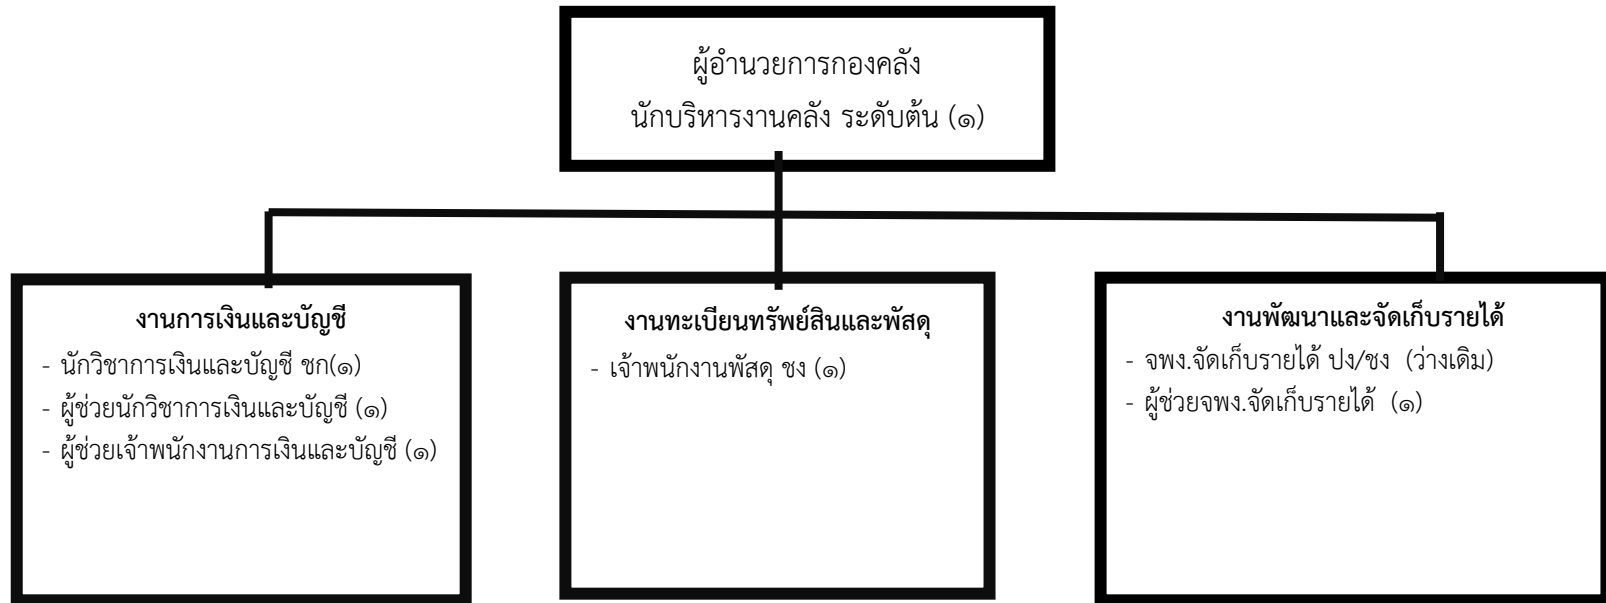 ผู้อำนวยการกองคลัง
นักบริหารงานคลัง ระดับต้น (๑)
งานการเงินและบัญชี
- นักวิชาการเงินและบัญชี ชก(๑)
- ผู้ช่วยนักวิชาการเงินและบัญชี (๑)
- ผู้ช่วยเจ้าพนักงานการเงินและบัญชี (๑)
งานทะเบียนทรัพย์สินและพัสดุ
- เจ้าพนักงานพัสดุ ชง (๑)
งานพัฒนาและจัดเก็บรายได้
- จพง.จัดเก็บรายได้ ปง/ชง (ว่างเดิม)
- ผู้ช่วยจพง.จัดเก็บรายได้ (๑)